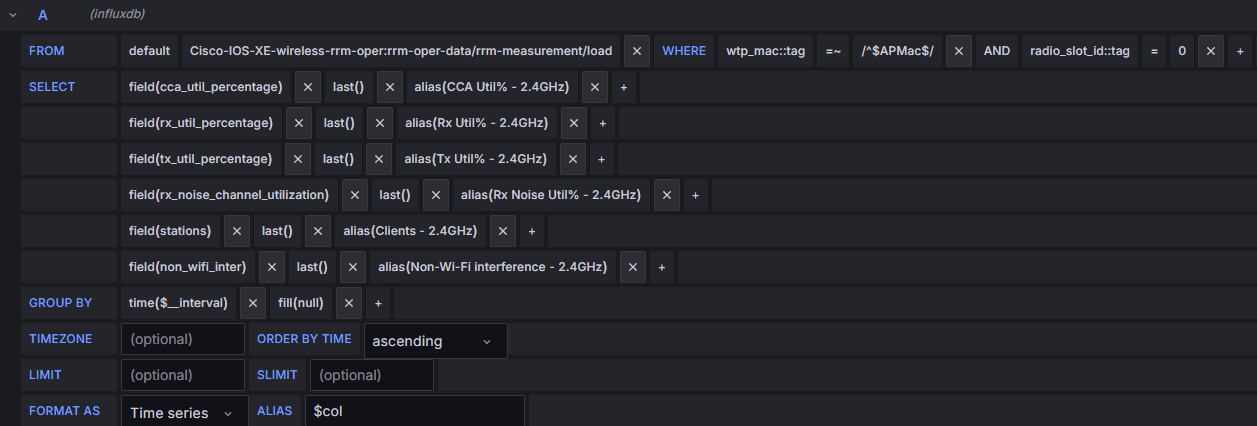 A (influxdb)
FROM default Cisco-IOS-XE-wireless-rrm-oper:rrm-oper-data/rrm-measurement/load × WHERE wtp_mac::tag =~ /^$APMac$/ × AND radio_slot_id::tag = 0 × +
SELECT field(cca_util_percentage) × last() × alias(CCA Util% - 2.4GHz) × +
field(rx_util_percentage) × last() × alias(Rx Util% - 2.4GHz) × +
field(tx_util_percentage) × last() × alias(Tx Util% - 2.4GHz) × +
field(rx_noise_channel_utilization) × last() × alias(Rx Noise Util% - 2.4GHz) × +
field(stations) × last() × alias(Clients - 2.4GHz) × +
field(non_wifi_inter) × last() × alias(Non-Wi-Fi interference - 2.4GHz) × +
GROUP BY time($__interval) × fill(null) × +
TIMEZONE (optional) ORDER BY TIME ascending
LIMIT (optional) SLIMIT (optional)
FORMAT AS Time series ALIAS $col